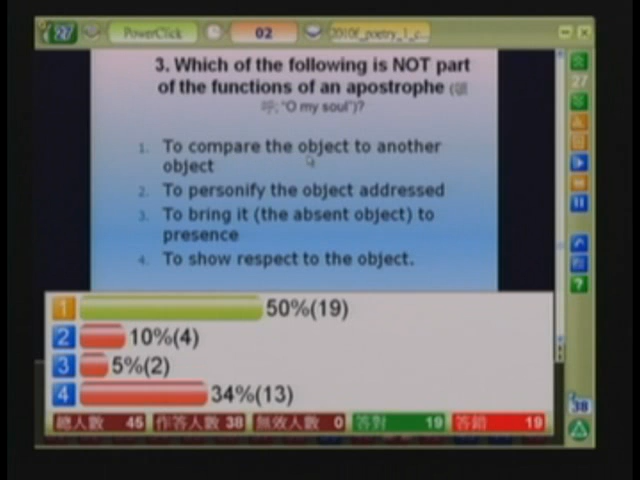 27
PowerClick
02
2010f_poetry_1_c...
3. Which of the following is NOT part
of the functions of an apostrophe (頓
呼; "O my soul")?
1. To compare the object to another
object
2. To personify the object addressed
3. To bring it (the absent object) to
presence
4. To show respect to the object.
27
?
1 50%(19)
2 10%(4)
3 5%(2)
4 34%(13)
38
總人數 45 作答人數 38 無效人數 0 答對 19 答錯 19